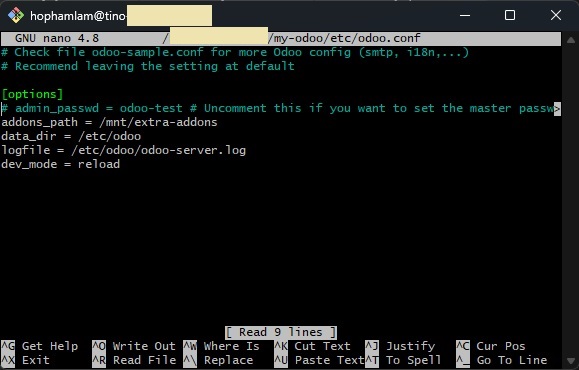 hophamlam@tino
GNU nano 4.8 / /my-odoo/etc/odoo.conf
# Check file odoo-sample.conf for more Odoo config (smtp, i18n,...)
# Recommend leaving the setting at default
[options]
# admin_passwd = odoo-test # Uncomment this if you want to set the master passw>
addons_path = /mnt/extra-addons
data_dir = /etc/odoo
logfile = /etc/odoo/odoo-server.log
dev_mode = reload
[ Read 9 lines ]
^G Get Help ^O Write Out ^W Where Is ^K Cut Text ^J Justify ^C Cur Pos
^X Exit ^R Read File ^\ Replace ^U Paste Text ^T To Spell ^_ Go To Line